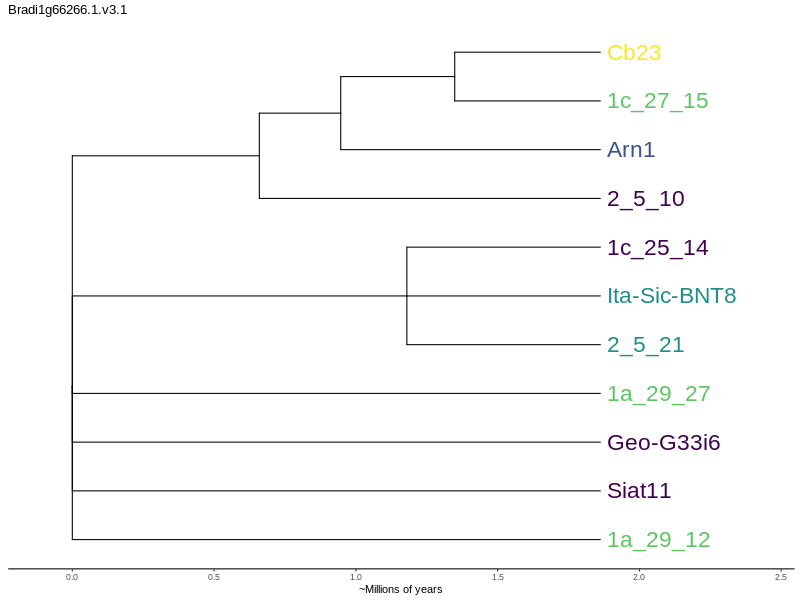 Bradi1g66266.1.v3.1
Cb23
1c_27_15
Arn1
2_5_10
1c_25_14
Ita-Sic-BNT8
2_5_21
1a_29_27
Geo-G33i6
Siat11
1a_29_12
0.0 0.5 1.0 1.5 2.0 2.5
~Millions of years